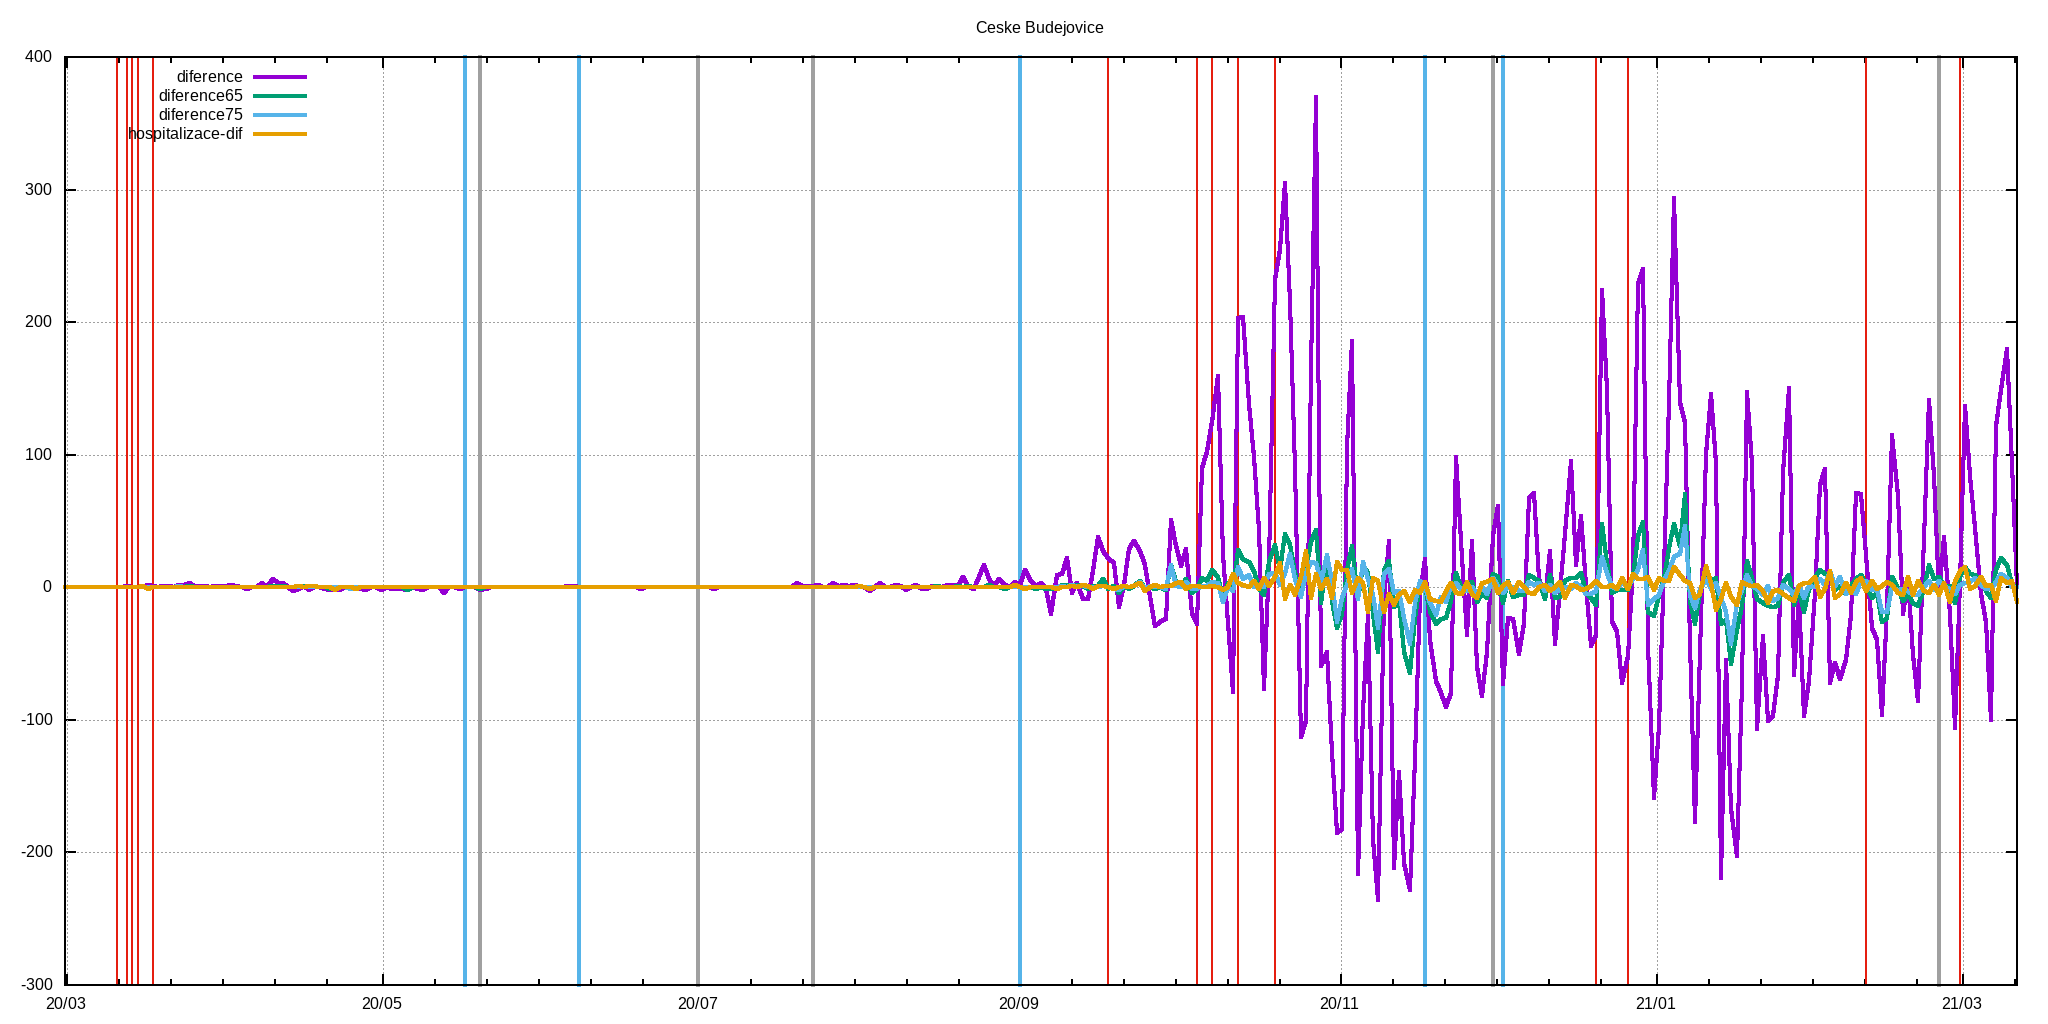 Ceske Budejovice
400
300
200
100
0
-100
-200
-300
diference
diference65
diference75
hospitalizace-dif
20/03 20/05 20/07 20/09 20/11 21/01 21/03